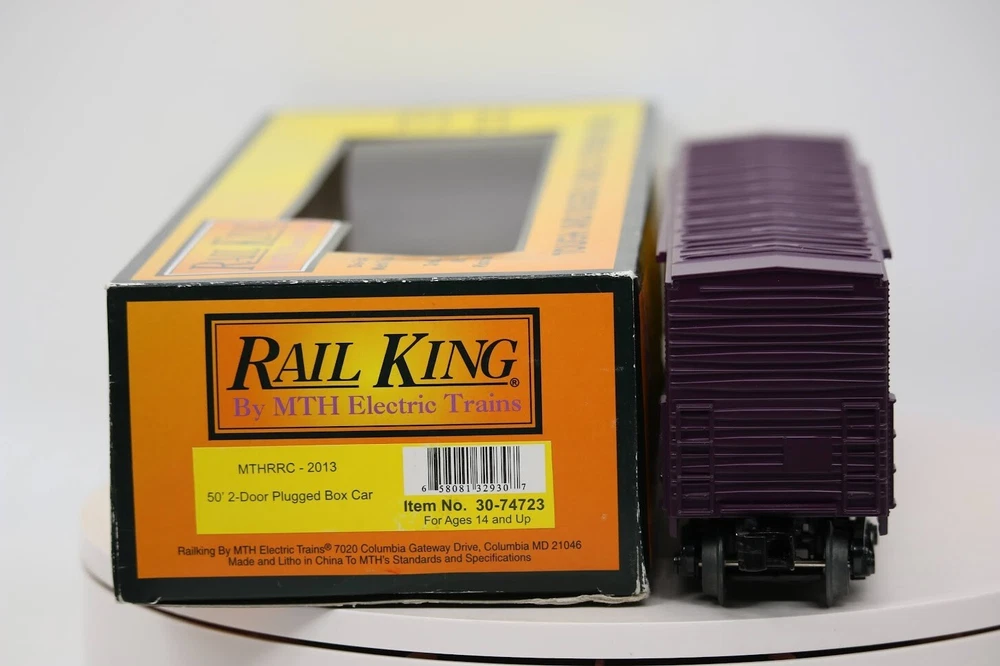 RAIL KING
RAIL KING®
By MTH Electric Trains
MTHRRC - 2013
50' 2-Door Plugged Box Car
6 58081 32930 7
Item No. 30-74723
For Ages 14 and Up
Railking By MTH Electric Trains® 7020 Columbia Gateway Drive, Columbia MD 21046
Made and Litho in China To MTH's Standards and Specifications